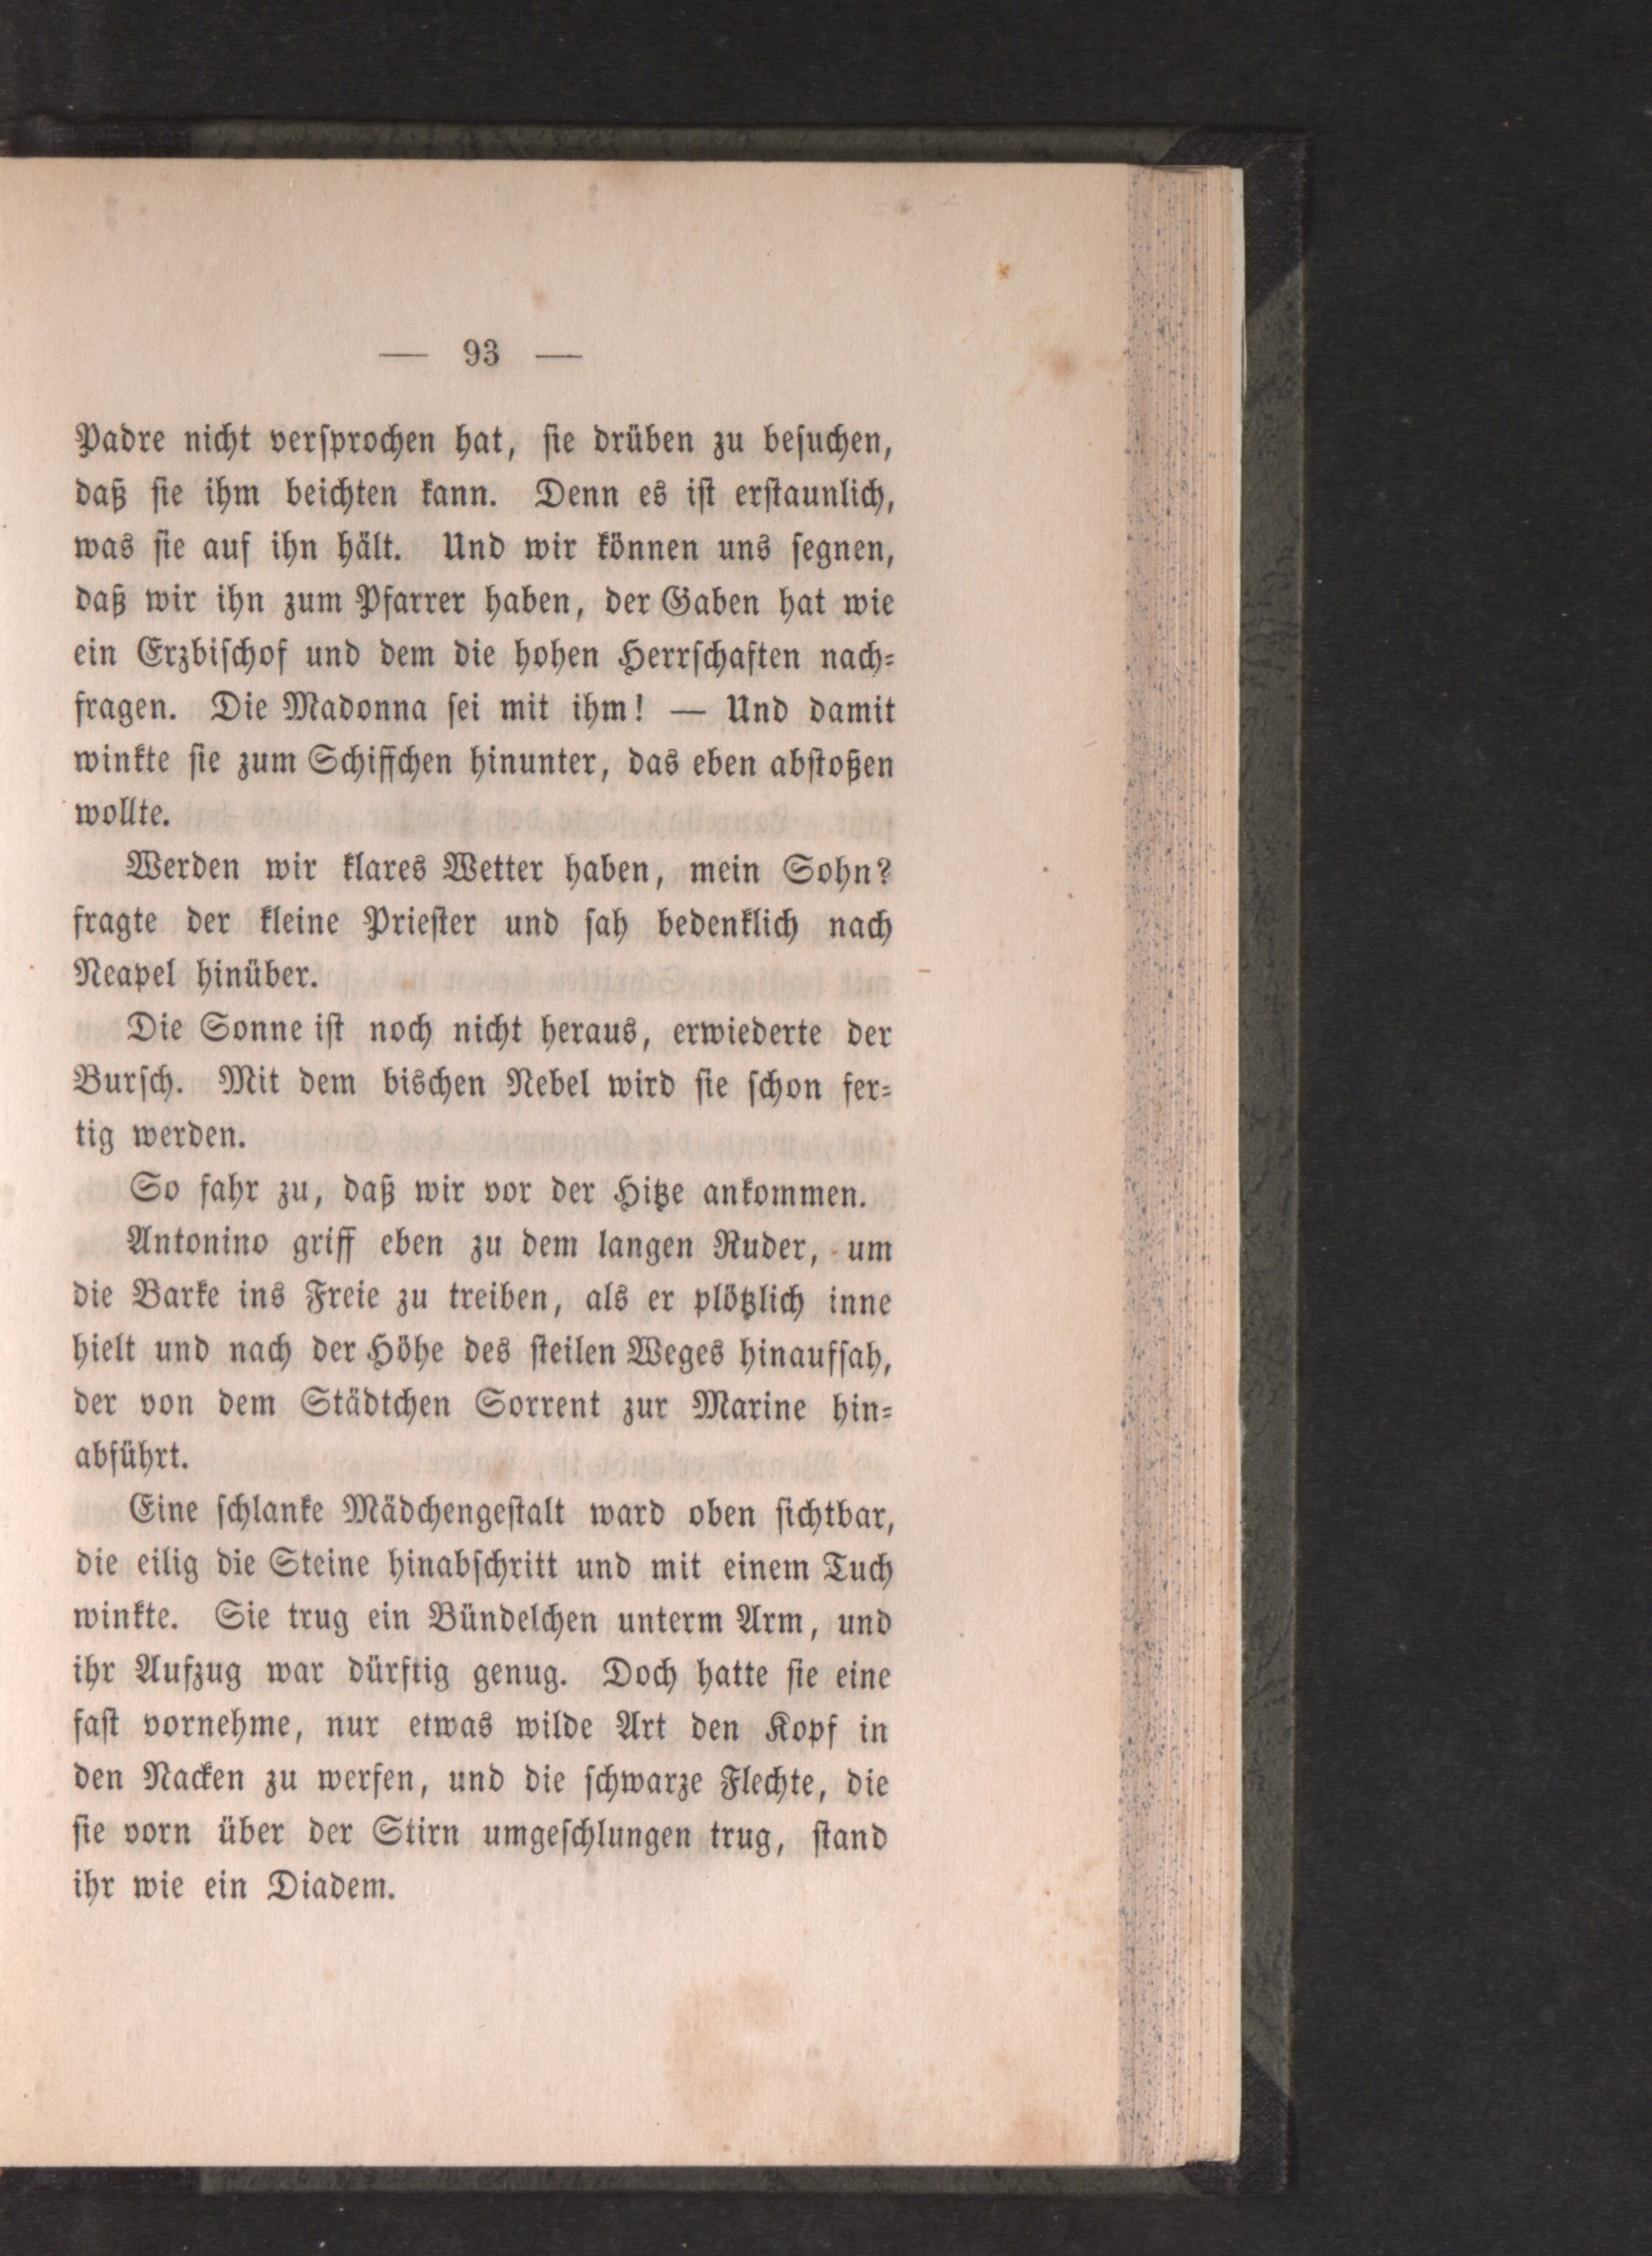 — 93 —
Padre nicht versprochen hat, sie drüben zu besuchen,
daß sie ihm beichten kann. Denn es ist erstaunlich,
was sie auf ihn hält. Und wir können uns segnen,
daß wir ihn zum Pfarrer haben, der Gaben hat wie
ein Erzbischof und dem die hohen Herrschaften nach-
fragen. Die Madonna sei mit ihm! — Und damit
winkte sie zum Schiffchen hinunter, das eben abstoßen
wollte.
Werden wir klares Wetter haben, mein Sohn?
fragte der kleine Priester und sah bedenklich nach
Neapel hinüber.
Die Sonne ist noch nicht heraus, erwiederte der
Bursch. Mit dem bischen Nebel wird sie schon fer-
tig werden.
So fahr zu, daß wir vor der Hitze ankommen.
Antonino griff eben zu dem langen Ruder, um
die Barke ins Freie zu treiben, als er plötzlich inne
hielt und nach der Höhe des steilen Weges hinaufsah,
der von dem Städtchen Sorrent zur Marine hin-
abführt.
Eine schlanke Mädchengestalt ward oben sichtbar,
die eilig die Steine hinabschritt und mit einem Tuch
winkte. Sie trug ein Bündelchen unterm Arm, und
ihr Aufzug war dürftig genug. Doch hatte sie eine
fast vornehme, nur etwas wilde Art den Kopf in
den Nacken zu werfen, und die schwarze Flechte, die
sie vorn über der Stirn umgeschlungen trug, stand
ihr wie ein Diadem.